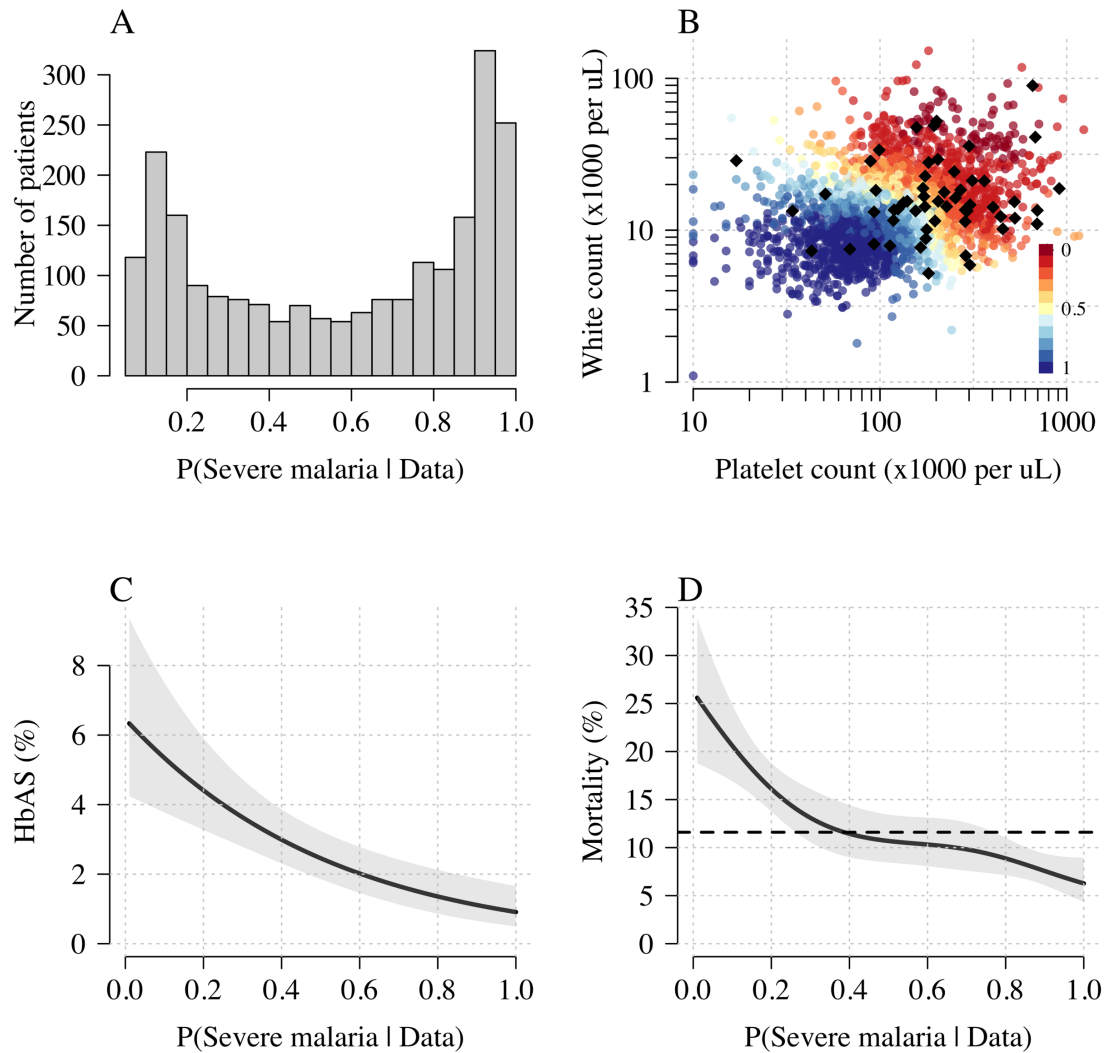 A
Number of patients
300
250
200
150
100
50
0
0.2 0.4 0.6 0.8 1.0
P(Severe malaria | Data)
B
White count (x1000 per uL)
100
10
1
0
0.5
1
10 100 1000
Platelet count (x1000 per uL)
C
HbAS (%)
8
6
4
2
0
0.0 0.2 0.4 0.6 0.8 1.0
P(Severe malaria | Data)
D
Mortality (%)
35
30
25
20
15
10
5
0
0.0 0.2 0.4 0.6 0.8 1.0
P(Severe malaria | Data)